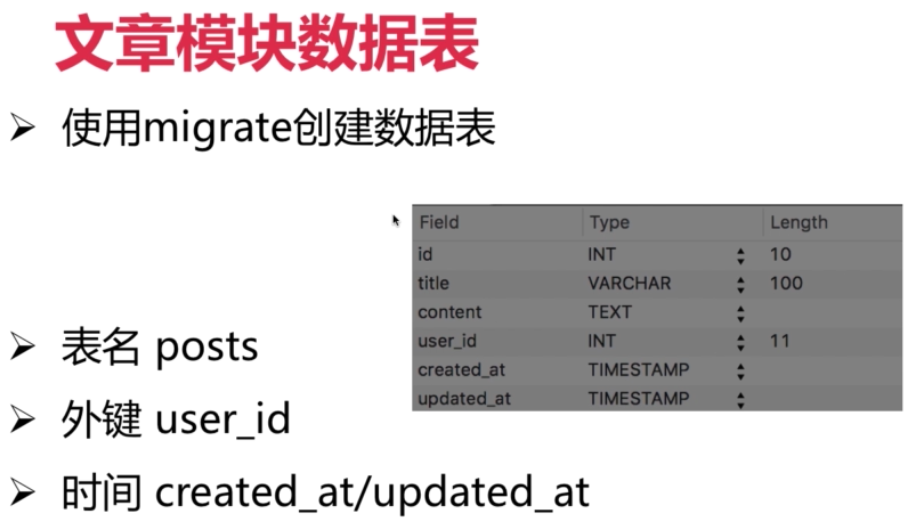 文章模块数据表
使用migrate创建数据表
Field Type Length
id INT 10
title VARCHAR 100
content TEXT
user_id INT 11
created_at TIMESTAMP
updated_at TIMESTAMP
表名 posts
外键 user_id
时间 created_at/updated_at